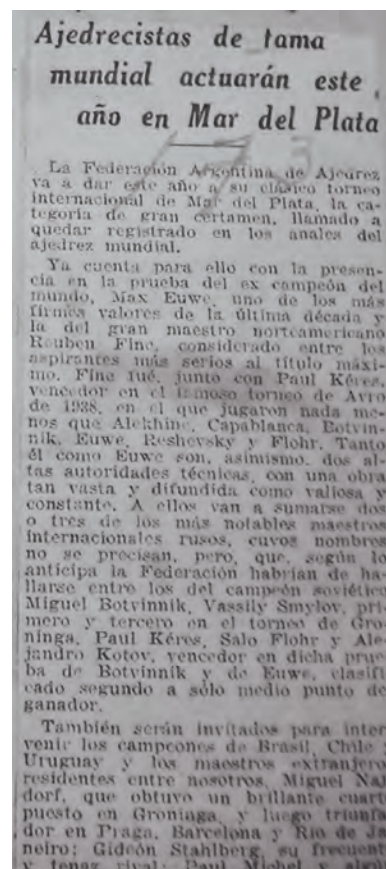 Ajedrecistas de fama
mundial actuarán este
año en Mar del Plata
La Federación Argentina de Ajedrez
va a dar este año a su clásico torneo
internacional de Mar del Plata, la ca-
tegoría de gran certamen, llamado a
quedar registrado en los anales del
ajedrez mundial.
Ya cuenta para ello con la presen-
cia en la prueba del ex campeón del
mundo, Max Euwe, uno de los más
firmes valores de la última década y
la del gran maestro norteamericano
Reuben Fine, considerado entre los
aspirantes más serios al título máxi-
mo. Fine fué, junto con Paul Kéres,
vencedor en el famoso torneo de Avro
de 1938, en el que jugaron nada me-
nos que Alekhine, Capablanca, Botvin-
nik, Euwe, Reshevsky y Flohr. Tanto
él como Euwe son, asimismo, dos al-
tas autoridades técnicas, con una obra
tan vasta y difundida como valiosa y
constante. A ellos van a sumarse dos
o tres de los más notables maestros
internacionales rusos, cuyos nombres
no se precisan, pero, que, según lo
anticipa la Federación habrían de ha-
llarse entre los del campeón soviético
Miguel Botvinnik, Vassily Smylov, pri-
mero y tercero en el torneo de Gro-
ninga, Paul Kéres, Salo Flohr y Ale-
jandro Kotov, vencedor en dicha prue-
ba de Botvinnik y de Euwe, clasifi
cado segundo a sólo medio punto de
ganador.
También serán invitados para inter
venir los campeones de Brasil, Chile
Uruguay y los maestros extranjero
residentes entre nosotros, Miguel Naj
dorf, que obtuvo un brillante cuart
puesto en Groninga, y luego triunfa
dor en Praga, Barcelona y Río de Ja
neiro; Gideón Stahlberg, su frecuent
y tenaz rival; Paul Michel y